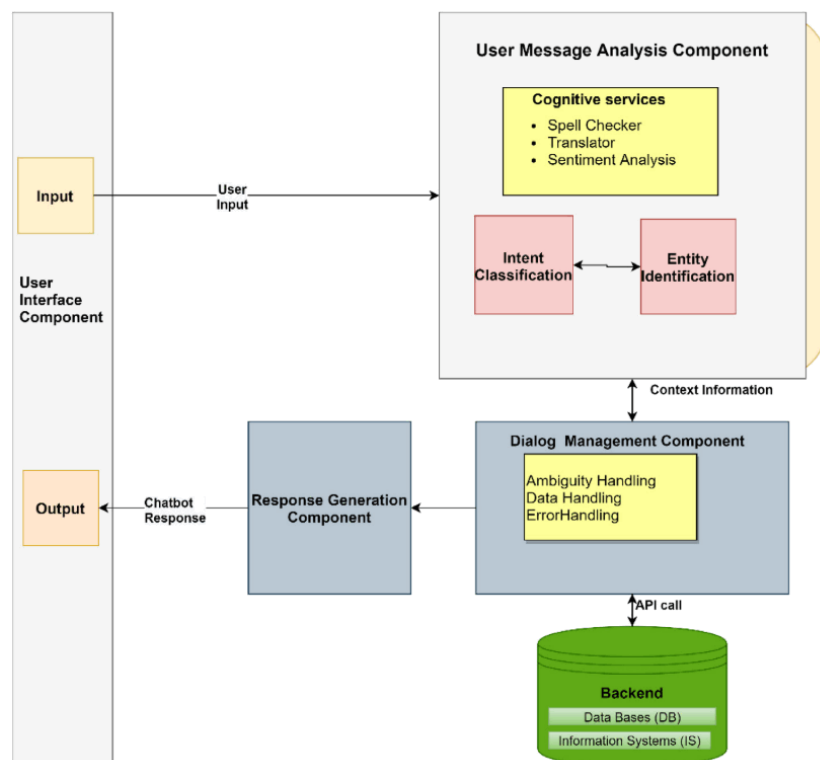 User Message Analysis Component
Cognitive services
• Spell Checker
• Translator
• Sentiment Analysis
Input
User
Input
Intent
Classification
Entity
Identification
User
Interface
Component
Context Information
Dialog Management Component
Ambiguity Handling
Data Handling
ErrorHandling
Response Generation
Component
Chatbot
Response
Output
API call
Backend
Data Bases (DB)
Information Systems (IS)